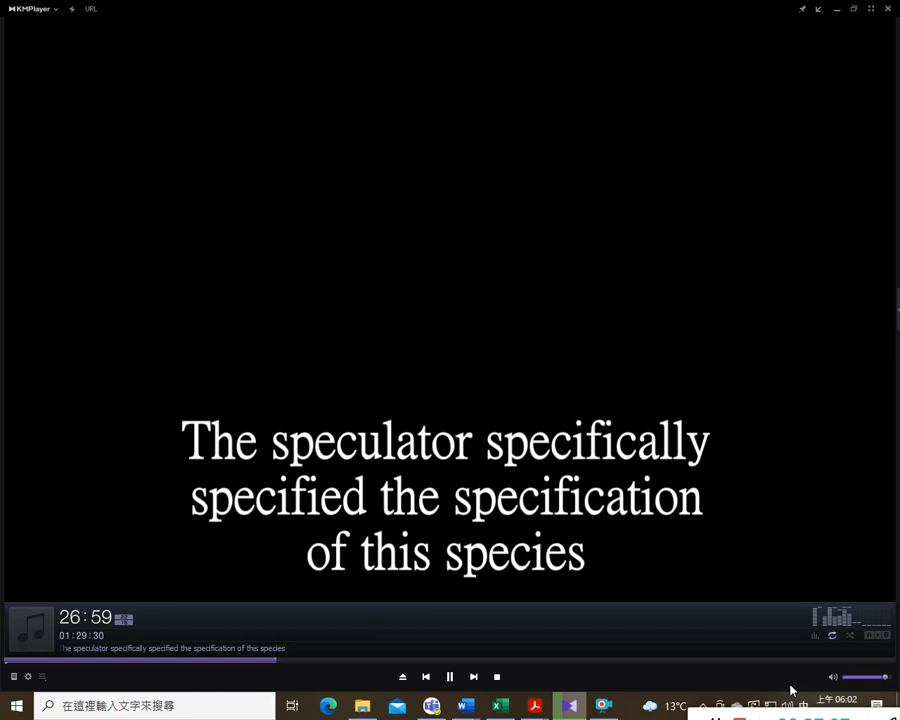 KMPlayer URL
The speculator specifically
specified the specification
of this species
26:59
01:29:30
The speculator specifically specified the specification of this species
在這裡輸入文字來搜尋
13°C
中
上午 06:02